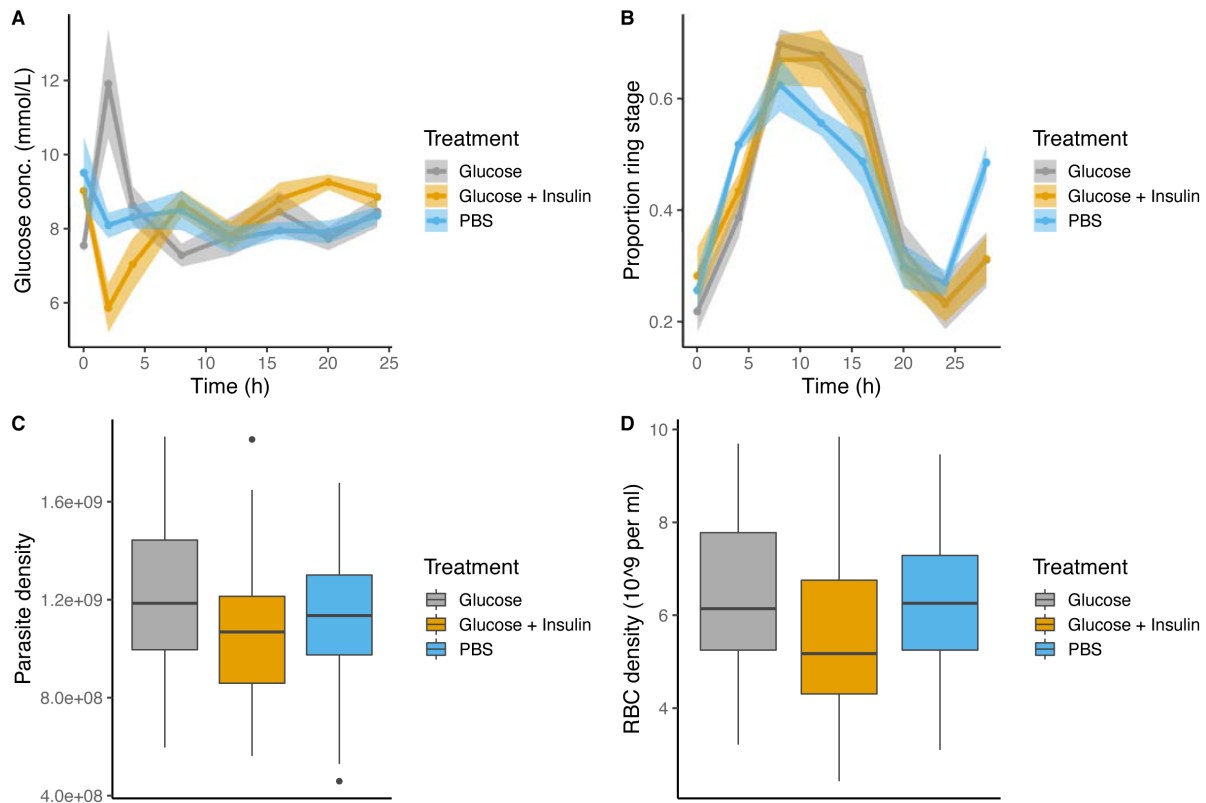 A
Glucose conc. (mmol/L)
12
10
8
6
0 5 10 15 20 25
Time (h)
Treatment
Glucose
Glucose + Insulin
PBS
B
Proportion ring stage
0.6
0.4
0.2
0 5 10 15 20 25
Time (h)
Treatment
Glucose
Glucose + Insulin
PBS
C
Parasite density
1.6e+09
1.2e+09
8.0e+08
4.0e+08
Treatment
Glucose
Glucose + Insulin
PBS
D
RBC density (10^9 per ml)
10
8
6
4
Treatment
Glucose
Glucose + Insulin
PBS